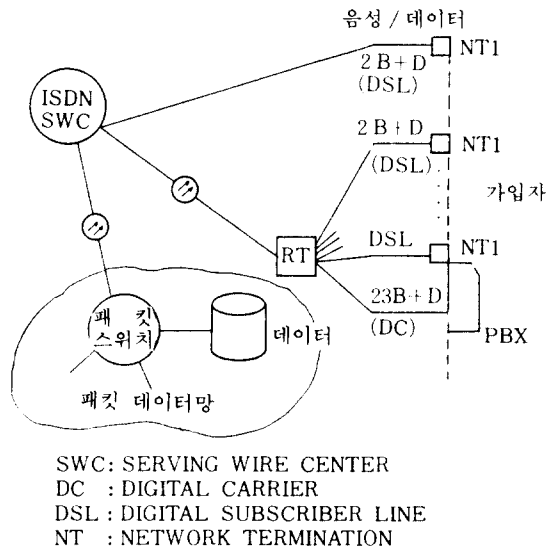 음성 / 데이터
NT1
2B+D
(DSL)
ISDN
SWC
2B+D
(DSL)
NT1
가입자
RT
DSL
NT1
23B+D
(DC)
PBX
패킷
스위치
데이터
패킷 데이터망
SWC: SERVING WIRE CENTER
DC : DIGITAL CARRIER
DSL : DIGITAL SUBSCRIBER LINE
NT : NETWORK TERMINATION